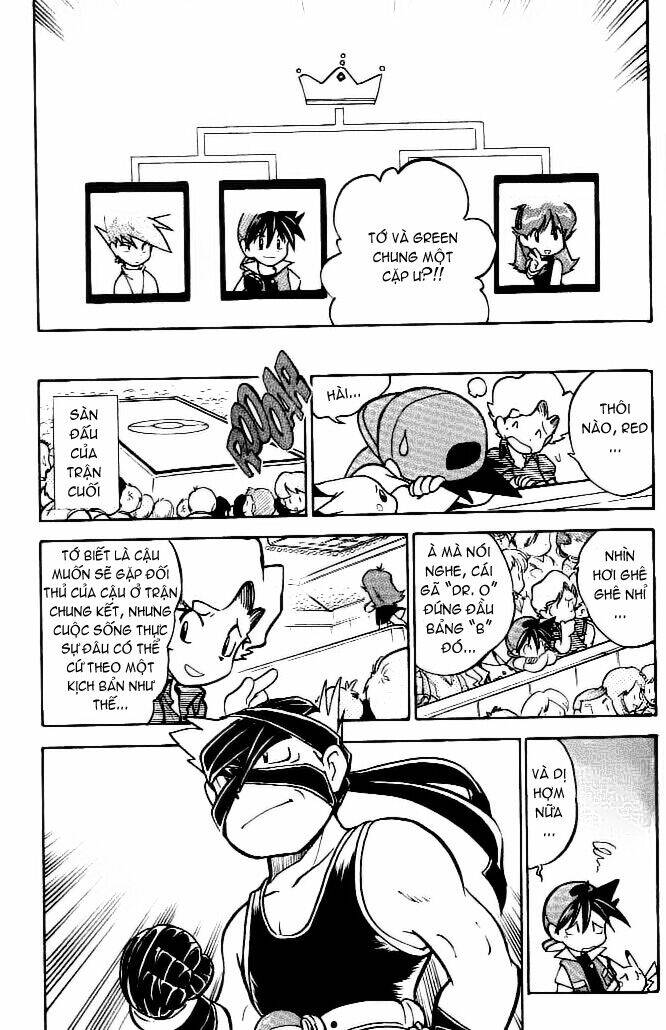 TỚ VÀ GREEN
CHUNG MỘT
CẶP Ư?!!
THÔI
NÀO, RED
...
HÀI...
ROOOOAR
SÀN
ĐẤU
CỦA
TRẬN
CUỐI
NHÌN
HƠI GHÊ
GHÊ NHỈ
...
À MÀ NÓI
NGHE, CÁI
GÃ "DR. O"
ĐỨNG ĐẦU
BẢNG "B"
ĐÓ...
TỚ BIẾT LÀ CẬU
MUỐN SẼ GẶP ĐỐI
THỦ CỦA CẬU Ở TRẬN
CHUNG KẾT, NHƯNG
CUỘC SỐNG THỰC
SỰ ĐÂU CÓ THỂ
CỨ THEO MỘT
KỊCH BẢN NHƯ
THẾ...
VÀ DỊ
HỢM
NỮA
...